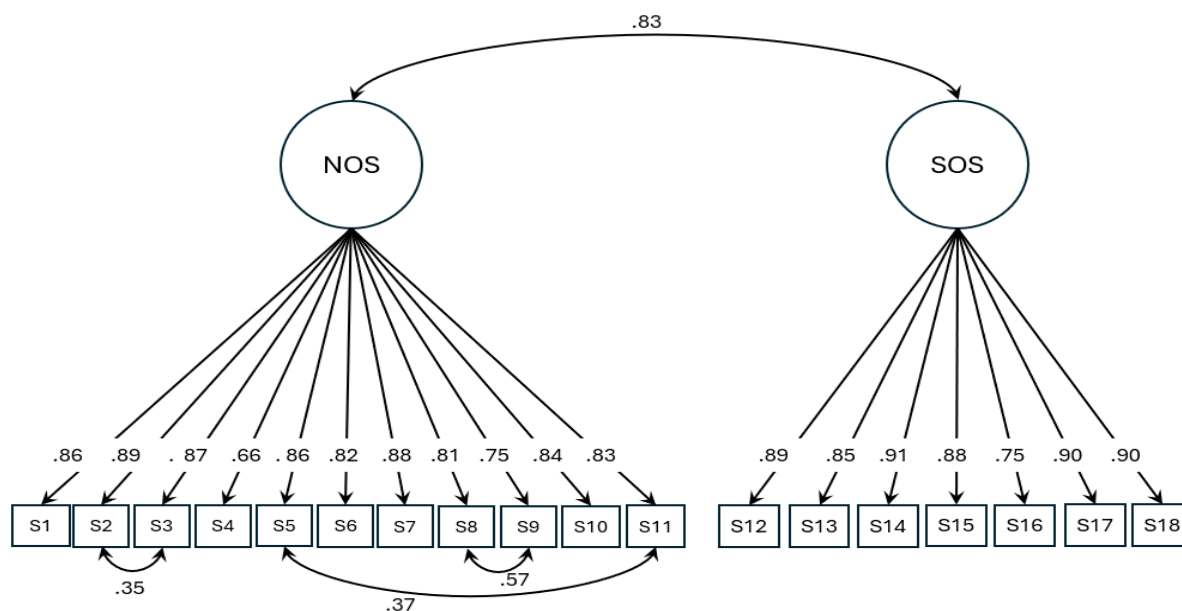 .83
NOS SOS
.86 .89 . 87 .66 . 86 .82 .88 .81 .75 .84 .83 .89 .85 .91 .88 .75 .90 .90
S1 S2 S3 S4 S5 S6 S7 S8 S9 S10 S11 S12 S13 S14 S15 S16 S17 S18
.35 .57
.37